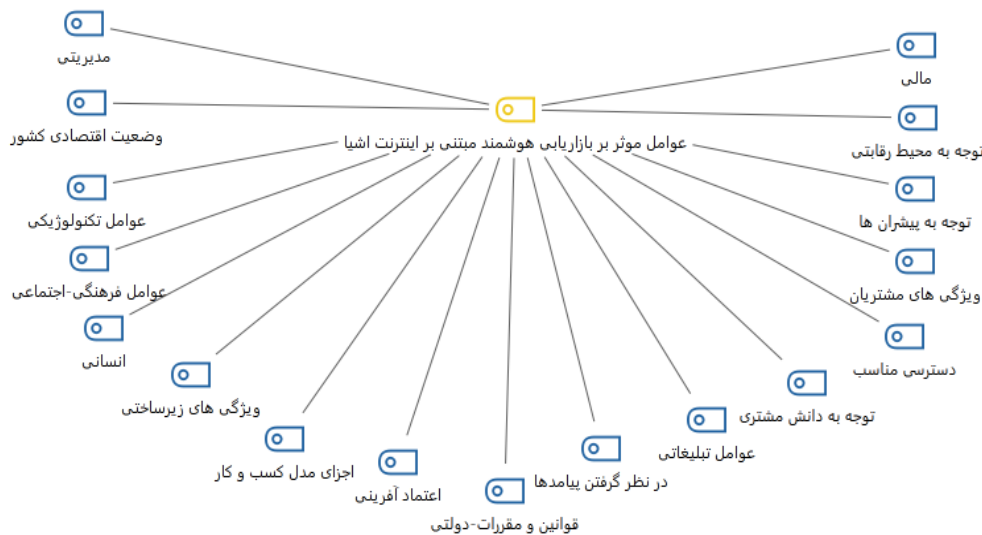 مدیریتی
مالی
وضعیت اقتصادی کشور
عوامل موثر بر بازاریابی هوشمند مبتنی بر اینترنت اشیا
توجه به محیط رقابتی
عوامل تکنولوژیکی
توجه به پیشران ها
عوامل فرهنگی-اجتماعی
ویژگی های مشتریان
انسانی
دسترسی مناسب
ویژگی های زیرساختی
توجه به دانش مشتری
اجزای مدل کسب و کار
عوامل تبلیغاتی
اعتماد آفرینی
در نظر گرفتن پیامدها
قوانین و مقررات-دولتی